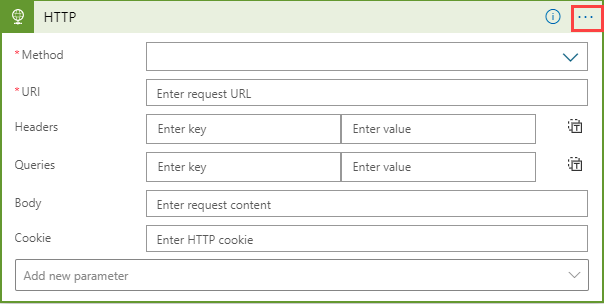 HTTP
* Method
* URI Enter request URL
Headers Enter key Enter value
Queries Enter key Enter value
Body Enter request content
Cookie Enter HTTP cookie
Add new parameter